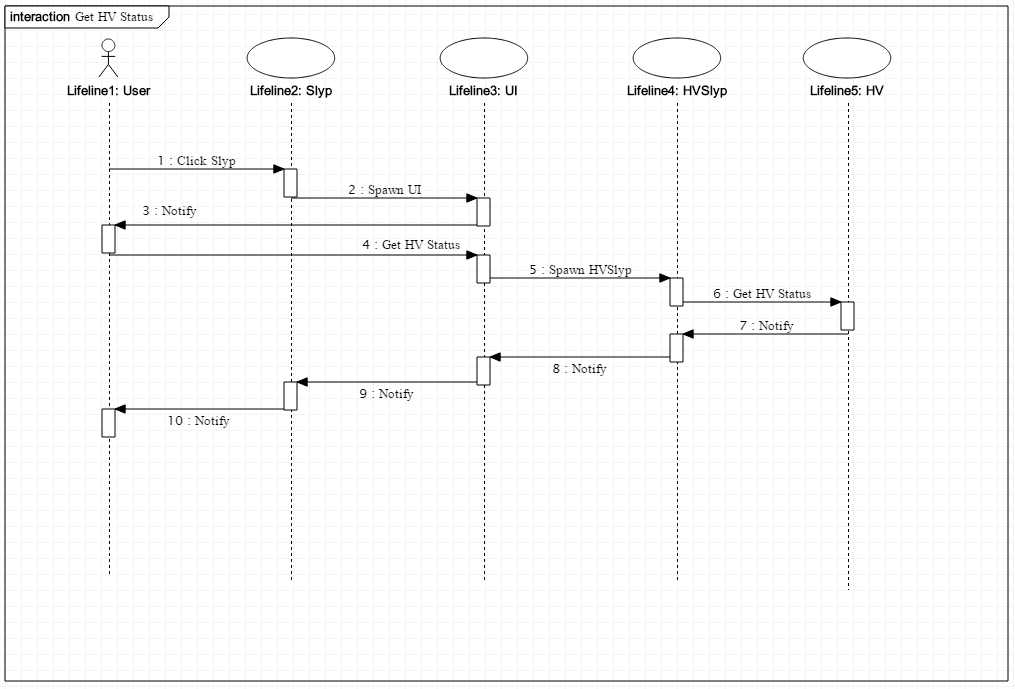 interaction Get HV Status
Lifeline1: User
Lifeline2: Slyp
Lifeline3: UI
Lifeline4: HVSlyp
Lifeline5: HV
1 : Click Slyp
2 : Spawn UI
3 : Notify
4 : Get HV Status
5 : Spawn HVSlyp
6 : Get HV Status
7 : Notify
8 : Notify
9 : Notify
10 : Notify